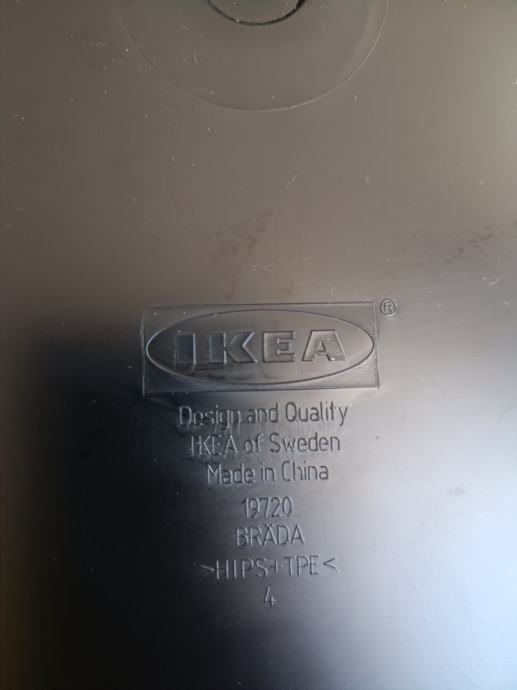 IKEA®
Design and Quality
IKEA of Sweden
Made in China
19720
BRÄDA
>HIPS+TPE<
4